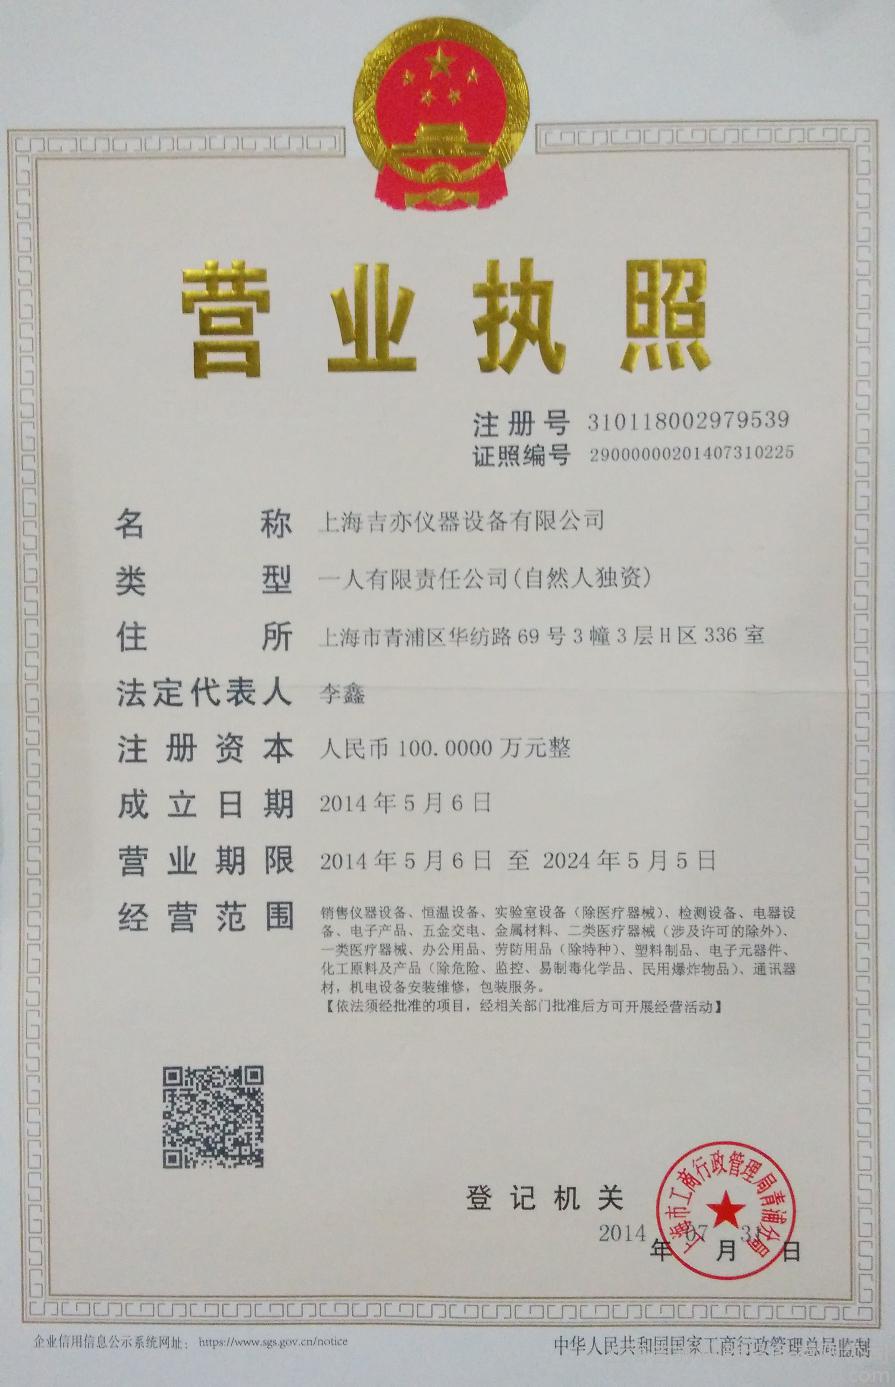 营业执照
注册号 310118002979539
证照编号 29000000201407310225
名称 上海吉亦仪器设备有限公司
类型 一人有限责任公司(自然人独资)
住所 上海市青浦区华纺路69号3幢3层H区336室
法定代表人 李鑫
注册资本 人民币100.0000万元整
成立日期 2014年5月6日
营业期限 2014年5月6日 至 2024年5月5日
经营范围 销售仪器设备、恒温设备、实验室设备（除医疗器械）、检测设备、电器设
备、电子产品、五金交电、金属材料、二类医疗器械（涉及许可的除外）、
一类医疗器械、办公用品、劳防用品（除特种）、塑料制品、电子元器件、
化工原料及产品（除危险、监控、易制毒化学品、民用爆炸物品）、通讯器
材，机电设备安装维修，包装服务。
【依法须经批准的项目，经相关部门批准后方可开展经营活动】
登记机关
上海市工商行政管理局青浦分局
2014年07月31日
企业信用信息公示系统网址： https://www.sgs.gov.cn/notice
中华人民共和国国家工商行政管理总局监制